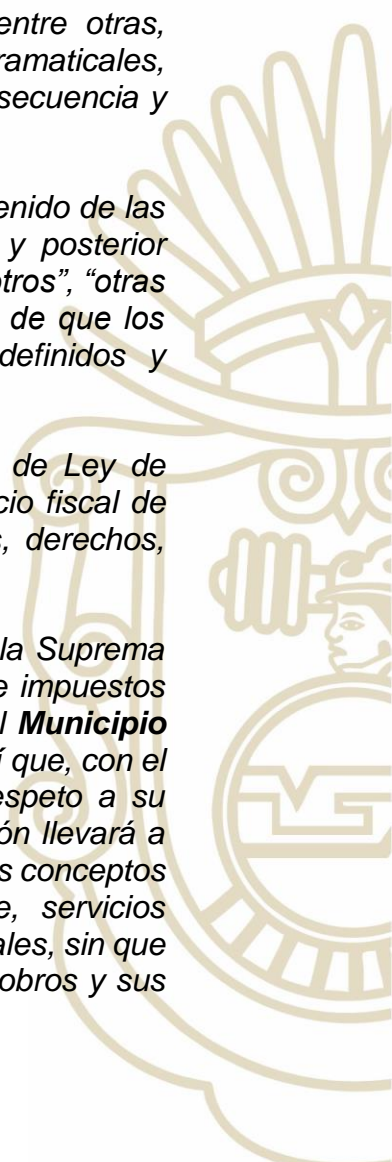 entre otras,
ramaticales,
secuencia y
enido de las
y posterior
otros”, “otras
de que los
definidos y
de Ley de
cio fiscal de
s, derechos,
la Suprema
e impuestos
l Municipio
í que, con el
espeto a su
ón llevará a
s conceptos
e, servicios
ales, sin que
obros y sus